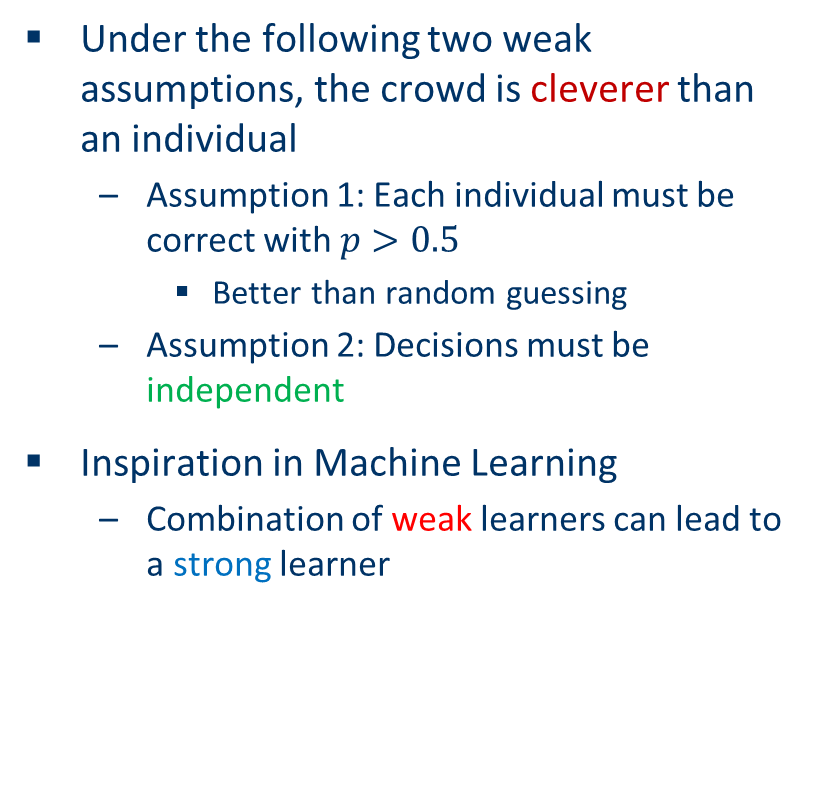 ▪ Under the following two weak
assumptions, the crowd is cleverer than
an individual
– Assumption 1: Each individual must be
correct with p > 0.5
▪ Better than random guessing
– Assumption 2: Decisions must be
independent
▪ Inspiration in Machine Learning
– Combination of weak learners can lead to
a strong learner